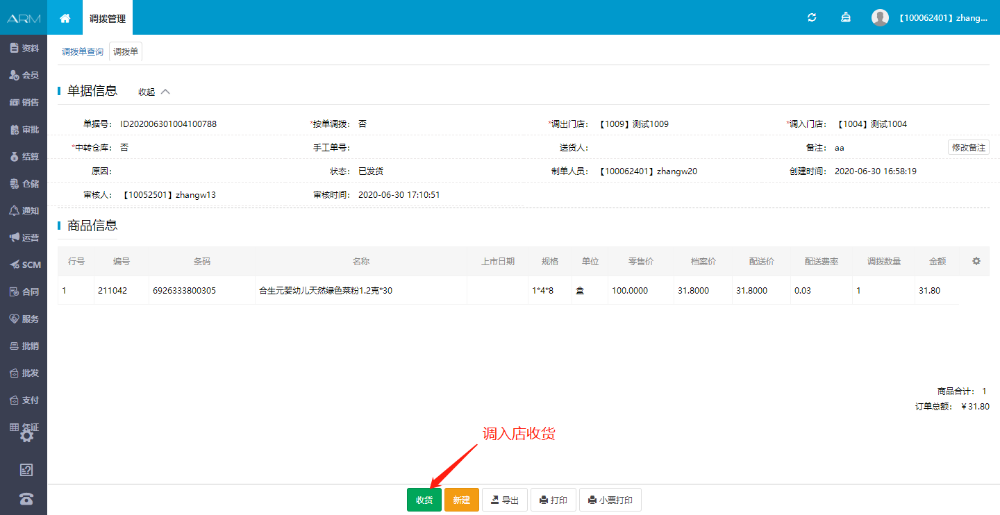 ARM
调拨管理
【100062401】zhang...
资料
会员
销售
审批
结算
仓储
通知
运营
SCM
合同
服务
批销
批发
支付
凭证
调拨单查询
调拨单
单据信息
收起
单据号： ID202006301004100788
*按单调拨： 否
*调出门店： 【1009】测试1009
*调入门店： 【1004】测试1004
*中转仓库： 否
手工单号：
送货人：
备注： aa
修改备注
原因：
状态： 已发货
制单人员： 【100062401】zhangw20
创建时间： 2020-06-30 16:58:19
审核人： 【10052501】zhangw13
审核时间： 2020-06-30 17:10:51
商品信息
行号 编号 条码 名称 上市日期 规格 单位 零售价 档案价 配送价 配送费率 调拨数量 金额
1 211042 6926333800305 合生元婴幼儿天然绿色菜粉1.2克*30 1*4*8 盒 100.0000 31.8000 31.8000 0.03 1 31.80
商品合计： 1
订单总额： ￥31.80
调入店收货
收货
新建
导出
打印
小票打印